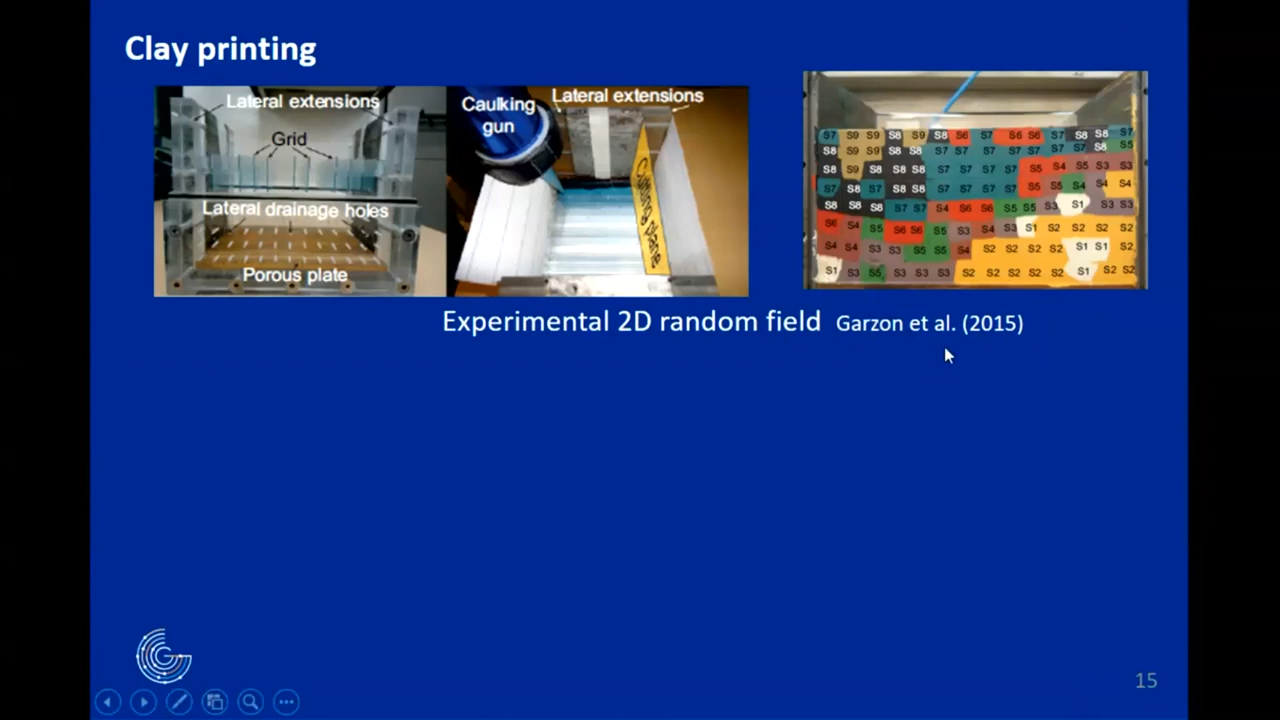 Clay printing
Lateral extensions
Grid
Lateral drainage holes
Porous plate
Caulking
gun
Lateral extensions
Cutting plane
S7 S9 S9 S8 S9 S8 S6 S7 S6 S6 S7 S8 S8 S7
S8 S9 S9 S8 S8 S7 S7 S7 S7 S7 S7 S8 S5
S8 S9 S8 S8 S8 S7 S7 S7 S7 S5 S4 S5 S3 S3
S7 S8 S7 S8 S8 S7 S7 S7 S7 S5 S5 S4 S4 S4
S8 S8 S8 S7 S7 S4 S6 S6 S5 S5 S3 S1 S3 S3
S6 S4 S5 S6 S6 S5 S3 S4 S3 S1 S2 S2 S2 S2 S2
S4 S4 S3 S3 S5 S5 S4 S2 S2 S2 S2 S1 S1 S2
S1 S3 S5 S3 S3 S3 S2 S2 S2 S2 S2 S1 S2 S2
Experimental 2D random field Garzon et al. (2015)
15